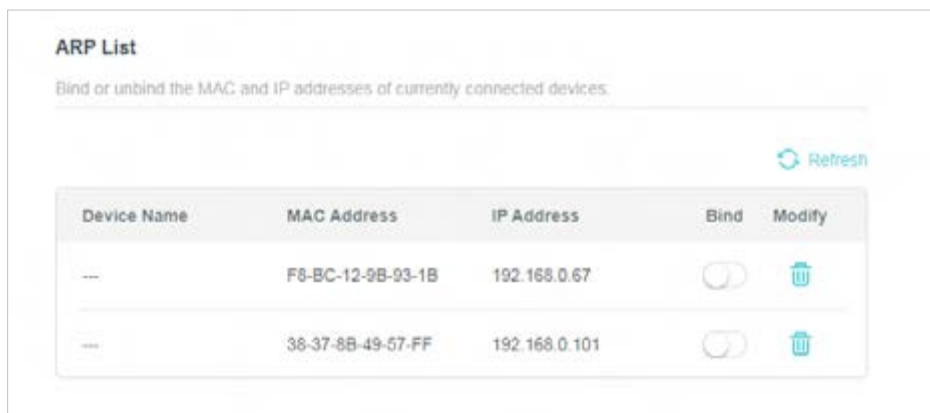 ARP List
Bind or unbind the MAC and IP addresses of currently connected devices.
Refresh
Device Name MAC Address IP Address Bind Modify
--- F8-BC-12-9B-93-1B 192.168.0.67
--- 38-37-8B-49-57-FF 192.168.0.101